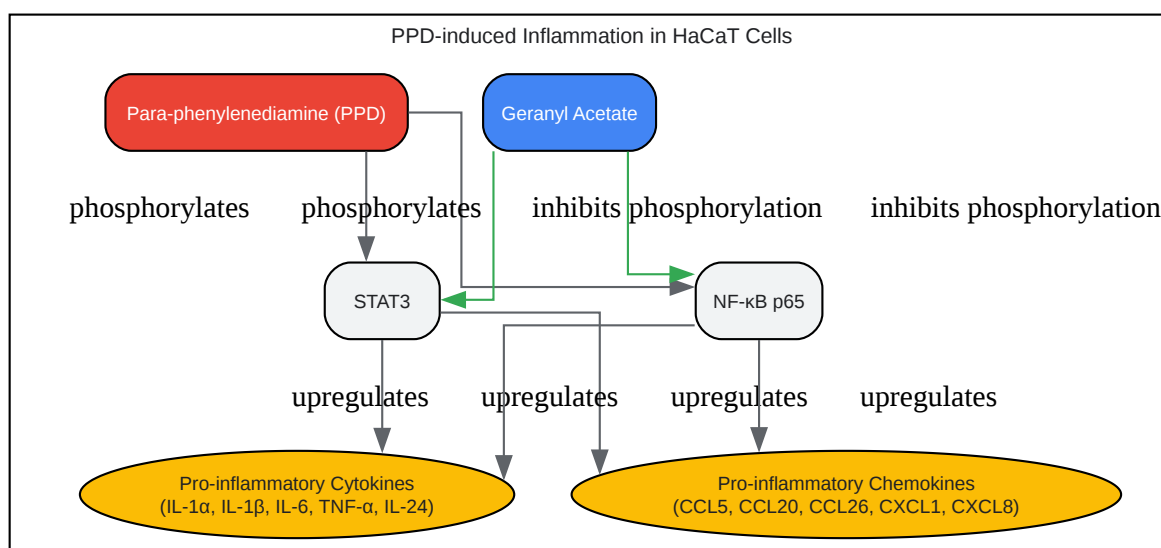 PPD-induced Inflammation in HaCaT Cells
Para-phenylenediamine (PPD)
Geranyl Acetate
phosphorylates
phosphorylates
inhibits phosphorylation
inhibits phosphorylation
STAT3
NF-κB p65
upregulates
upregulates
upregulates
upregulates
Pro-inflammatory Cytokines
(IL-1α, IL-1β, IL-6, TNF-α, IL-24)
Pro-inflammatory Chemokines
(CCL5, CCL20, CCL26, CXCL1, CXCL8)